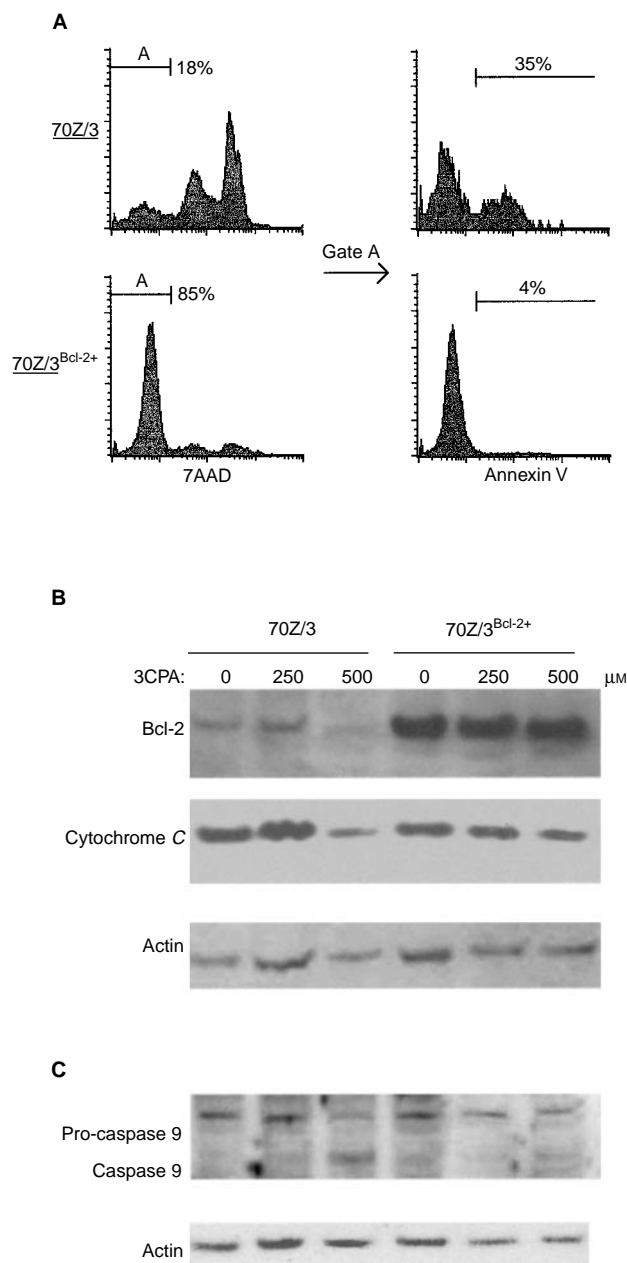 A
A
18%
35%
70Z/3
Gate A
A
85%
4%
70Z/3Bcl-2+
7AAD
Annexin V
B
70Z/3
70Z/3Bcl-2+
3CPA: 0 250 500 0 250 500 μM
Bcl-2
Cytochrome C
Actin
C
Pro-caspase 9
Caspase 9
Actin